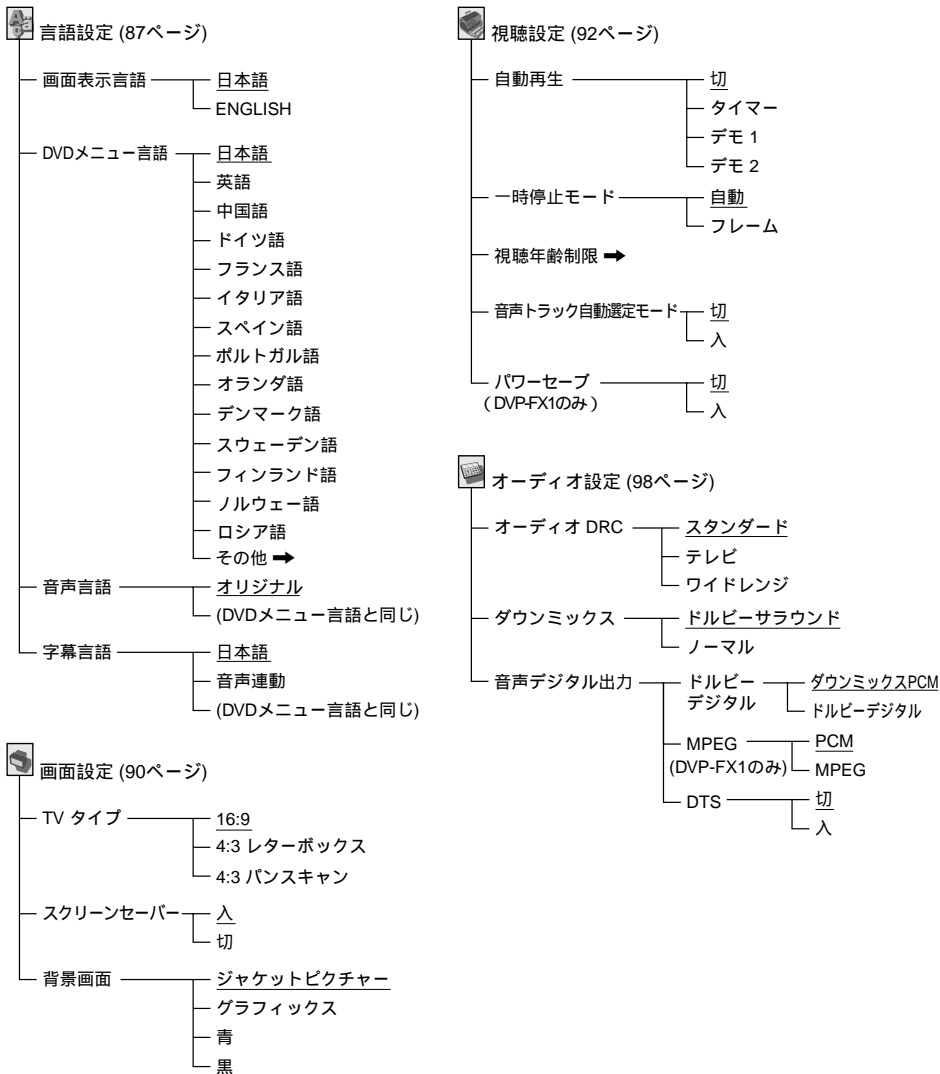 言語設定 (87ページ)
画面表示言語
日本語
ENGLISH
DVDメニュー言語
日本語
英語
中国語
ドイツ語
フランス語
イタリア語
スペイン語
ポルトガル語
オランダ語
デンマーク語
スウェーデン語
フィンランド語
ノルウェー語
ロシア語
その他 ➡
音声言語
オリジナル
(DVDメニュー言語と同じ)
字幕言語
日本語
音声連動
(DVDメニュー言語と同じ)
画面設定 (90ページ)
TV タイプ
16:9
4:3 レターボックス
4:3 パンスキャン
スクリーンセーバー
入
切
背景画面
ジャケットピクチャー
グラフィックス
青
黒
視聴設定 (92ページ)
自動再生
切
タイマー
デモ 1
デモ 2
一時停止モード
自動
フレーム
視聴年齢制限 ➡
音声トラック自動選定モード
切
入
パワーセーブ
(DVP-FX1のみ)
切
入
オーディオ設定 (98ページ)
オーディオ DRC
スタンダード
テレビ
ワイドレンジ
ダウンミックス
ドルビーサラウンド
ノーマル
音声デジタル出力
ドルビー
デジタル
ダウンミックスPCM
ドルビーデジタル
MPEG
(DVP-FX1のみ)
PCM
MPEG
DTS
切
入